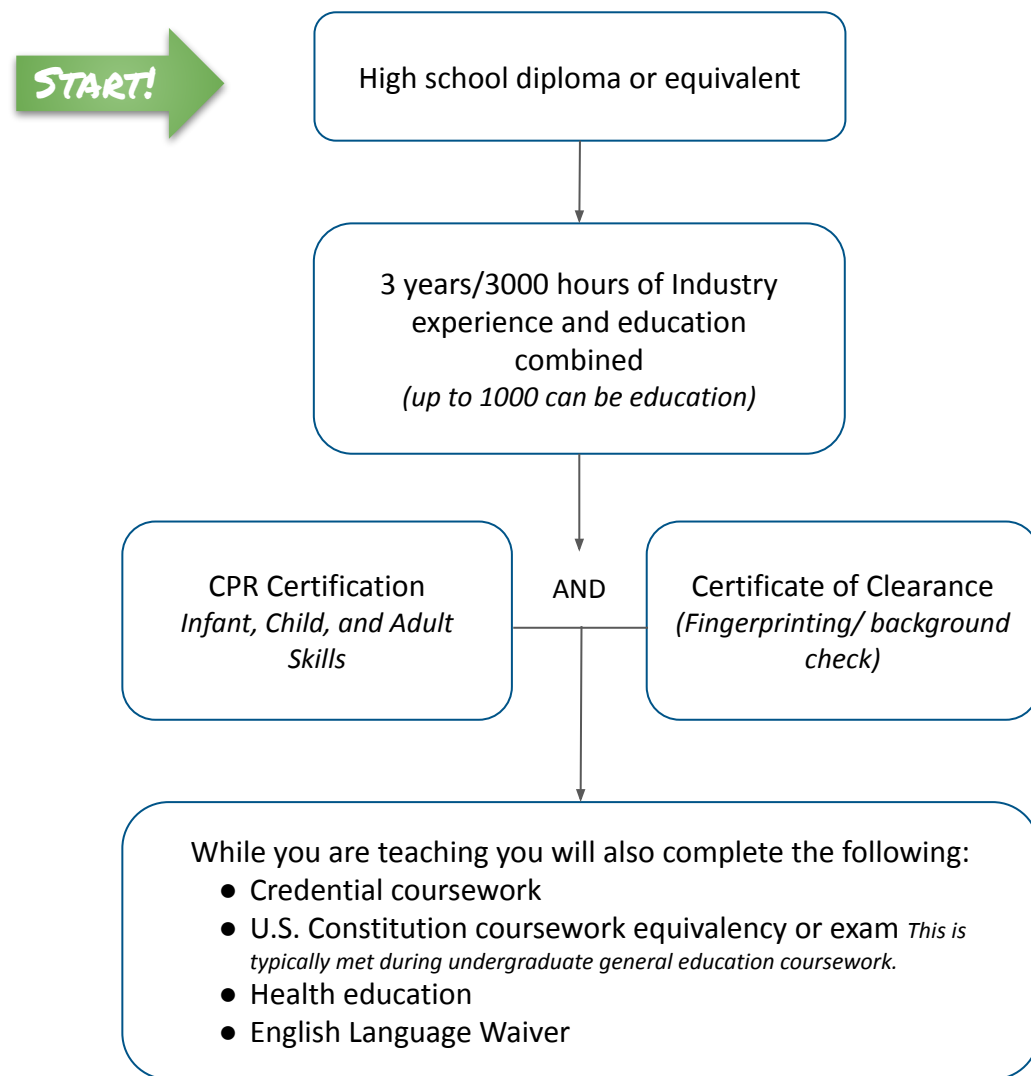 START!
High school diploma or equivalent
3 years/3000 hours of Industry
experience and education
combined
(up to 1000 can be education)
CPR Certification
Infant, Child, and Adult
Skills
AND
Certificate of Clearance
(Fingerprinting/ background
check)
While you are teaching you will also complete the following:
● Credential coursework
● U.S. Constitution coursework equivalency or exam This is
typically met during undergraduate general education coursework.
● Health education
● English Language Waiver